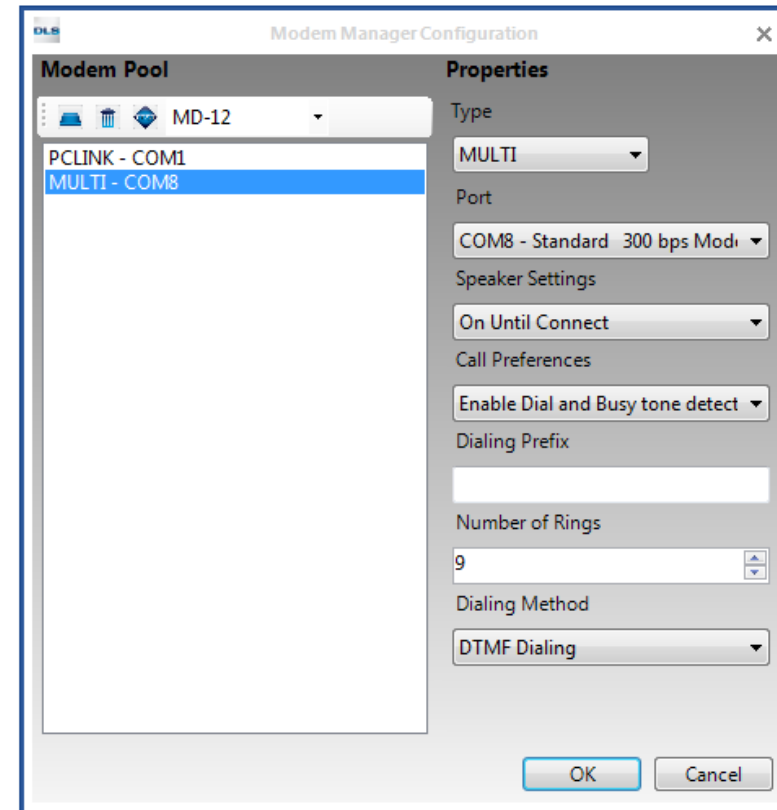 DLS
Modem Manager Configuration
Modem Pool
MD-12
PCLINK - COM1
MULTI - COM8
Properties
Type
MULTI
Port
COM8 - Standard 300 bps Mod
Speaker Settings
On Until Connect
Call Preferences
Enable Dial and Busy tone detect
Dialing Prefix
Number of Rings
9
Dialing Method
DTMF Dialing
OK
Cancel